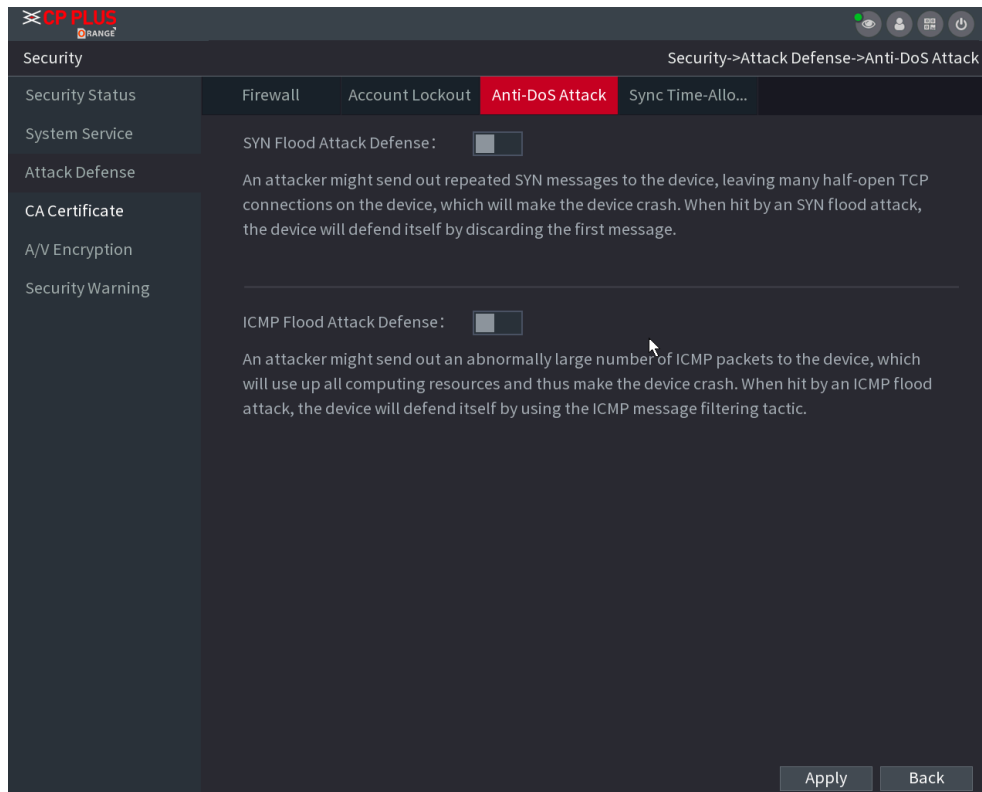 CP PLUS
ORANGE
Security
Security->Attack Defense->Anti-DoS Attack
Security Status
System Service
Attack Defense
CA Certificate
A/V Encryption
Security Warning
Firewall
Account Lockout
Anti-DoS Attack
Sync Time-Allo...
SYN Flood Attack Defense:
An attacker might send out repeated SYN messages to the device, leaving many half-open TCP
connections on the device, which will make the device crash. When hit by an SYN flood attack,
the device will defend itself by discarding the first message.
ICMP Flood Attack Defense:
An attacker might send out an abnormally large number of ICMP packets to the device, which
will use up all computing resources and thus make the device crash. When hit by an ICMP flood
attack, the device will defend itself by using the ICMP message filtering tactic.
Apply
Back